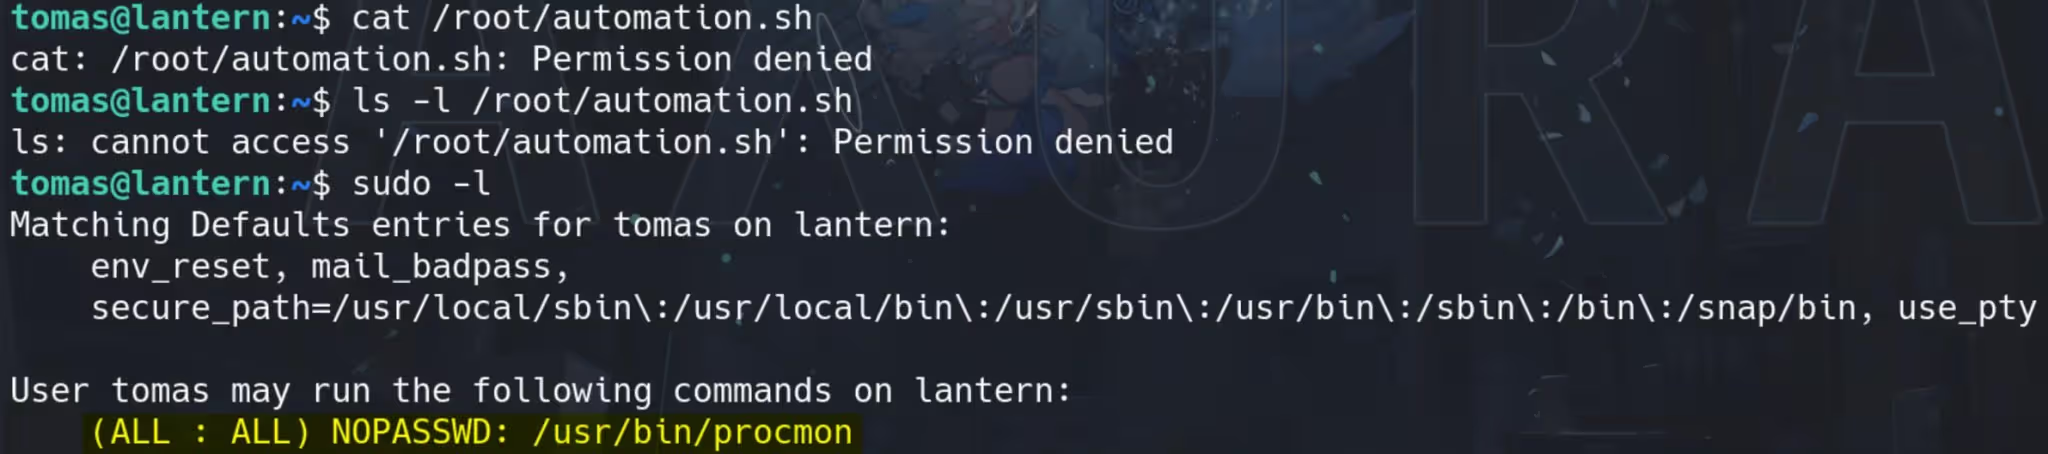 tomas@lantern:~$ cat /root/automation.sh
cat: /root/automation.sh: Permission denied
tomas@lantern:~$ ls -l /root/automation.sh
ls: cannot access '/root/automation.sh': Permission denied
tomas@lantern:~$ sudo -l
Matching Defaults entries for tomas on lantern:
    env_reset, mail_badpass,
    secure_path=/usr/local/sbin\:/usr/local/bin\:/usr/sbin\:/usr/bin\:/sbin\:/bin\:/snap/bin, use_pty
User tomas may run the following commands on lantern:
    (ALL : ALL) NOPASSWD: /usr/bin/procmon